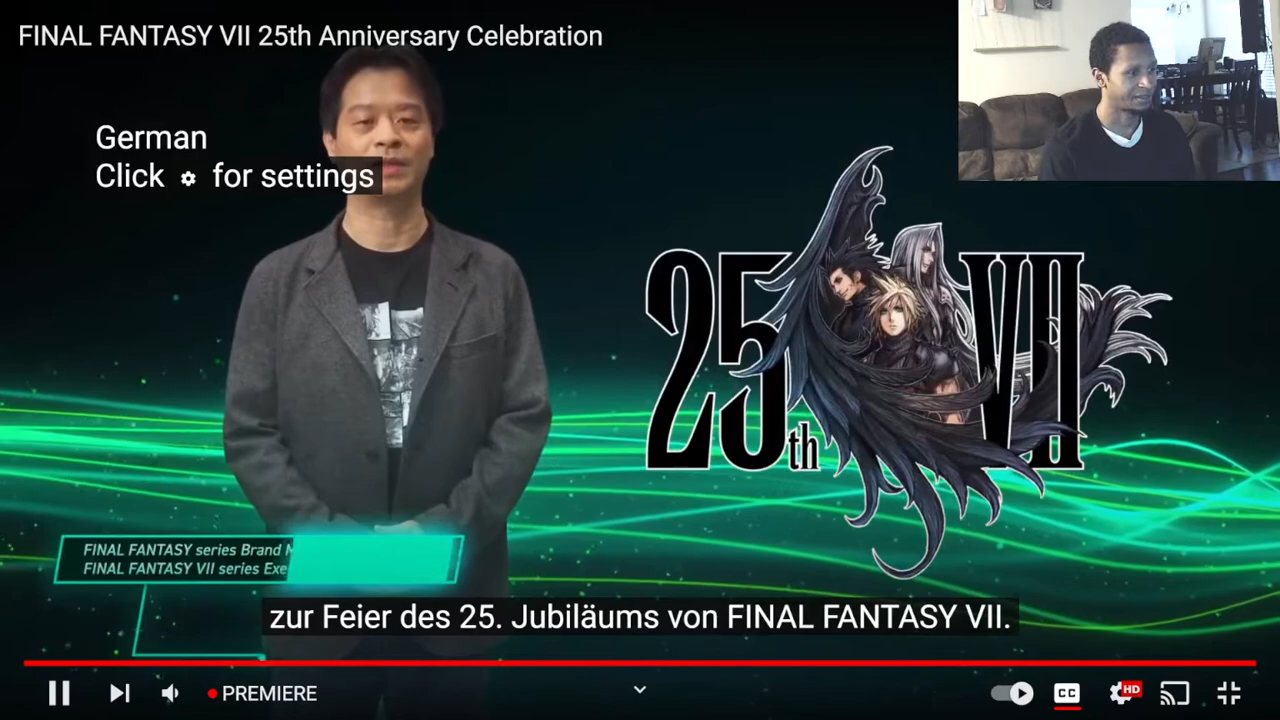 FINAL FANTASY VII 25th Anniversary Celebration
German
Click for settings
25th VII
FINAL FANTASY series Brand
FINAL FANTASY VII series
zur Feier des 25. Jubiläums von FINAL FANTASY VII.
PREMIERE
CC
HD